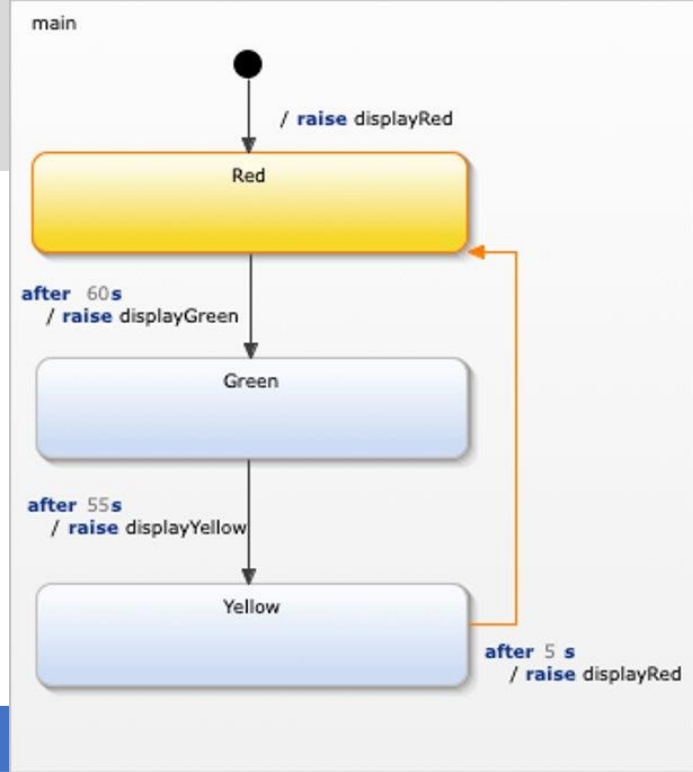 main
/ raise displayRed
Red
after 60s
/ raise displayGreen
Green
after 55s
/ raise displayYellow
Yellow
after 5 s
/ raise displayRed